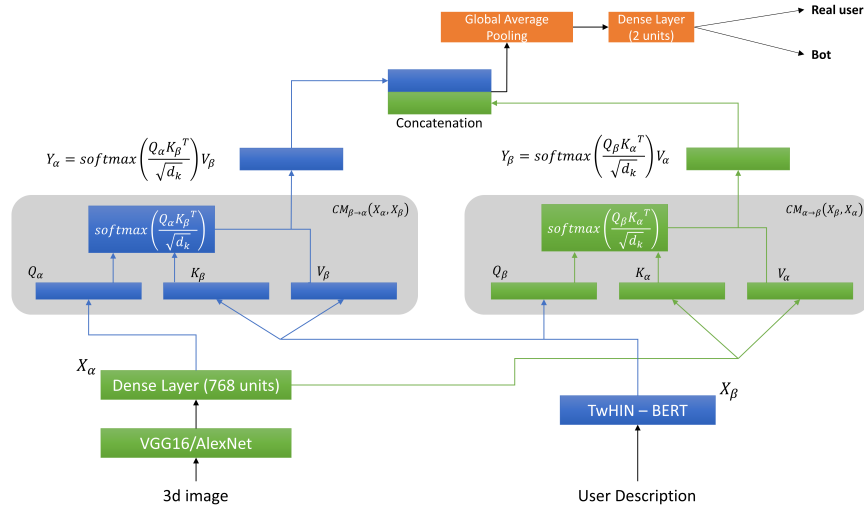 Global Average
Pooling
Dense Layer
(2 units)
Real user
Bot
Concatenation
Y_α = softmax(Q_α K_β^T / √d_k) V_β
Y_β = softmax(Q_β K_α^T / √d_k) V_α
CM_{β→α}(X_α, X_β)
softmax(Q_α K_β^T / √d_k)
Q_α
K_β
V_β
CM_{α→β}(X_β, X_α)
softmax(Q_β K_α^T / √d_k)
Q_β
K_α
V_α
X_α
Dense Layer (768 units)
VGG16/AlexNet
3d image
X_β
TwHIN – BERT
User Description